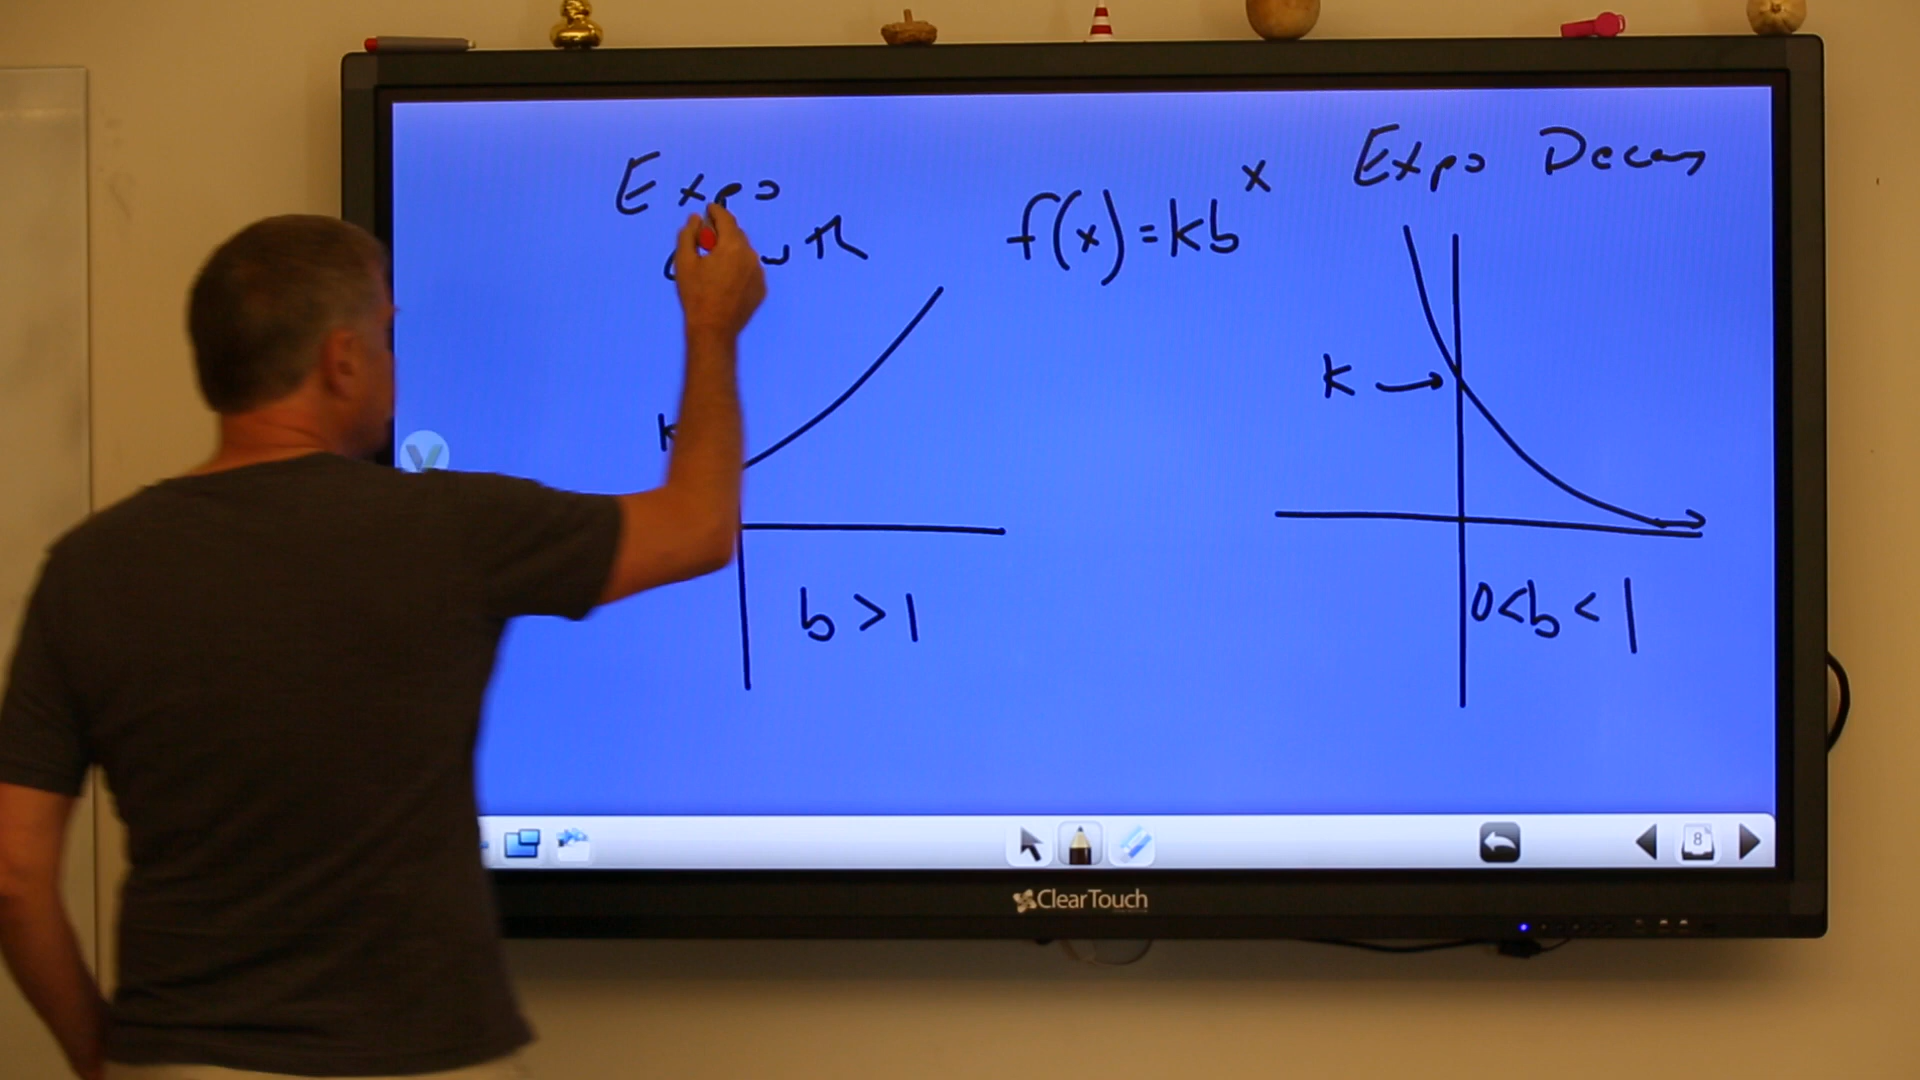 Expo
f(x)=kb^x
Expo Decay
k
k
b>1
0<b<1
8
ClearTouch